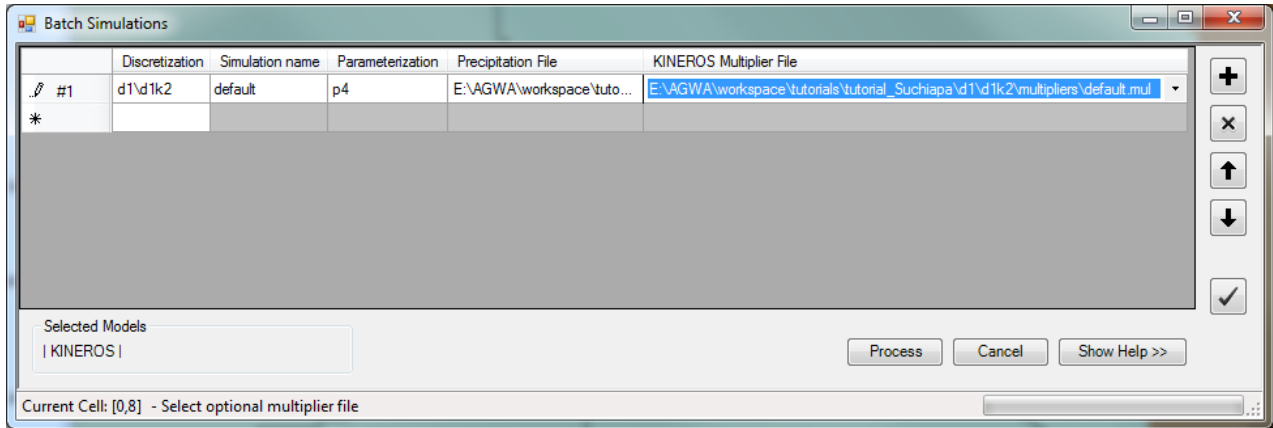 Batch Simulations
Discretization Simulation name Parameterization Precipitation File KINEROS Multiplier File
#1 d1\d1k2 default p4 E:\AGWA\workspace\tuto... E:\AGWA\workspace\tutorials\tutorial_Suchiapa\d1\d1k2\multipliers\default.mul
Selected Models
| KINEROS |
Process Cancel Show Help >>
Current Cell: [0,8] - Select optional multiplier file